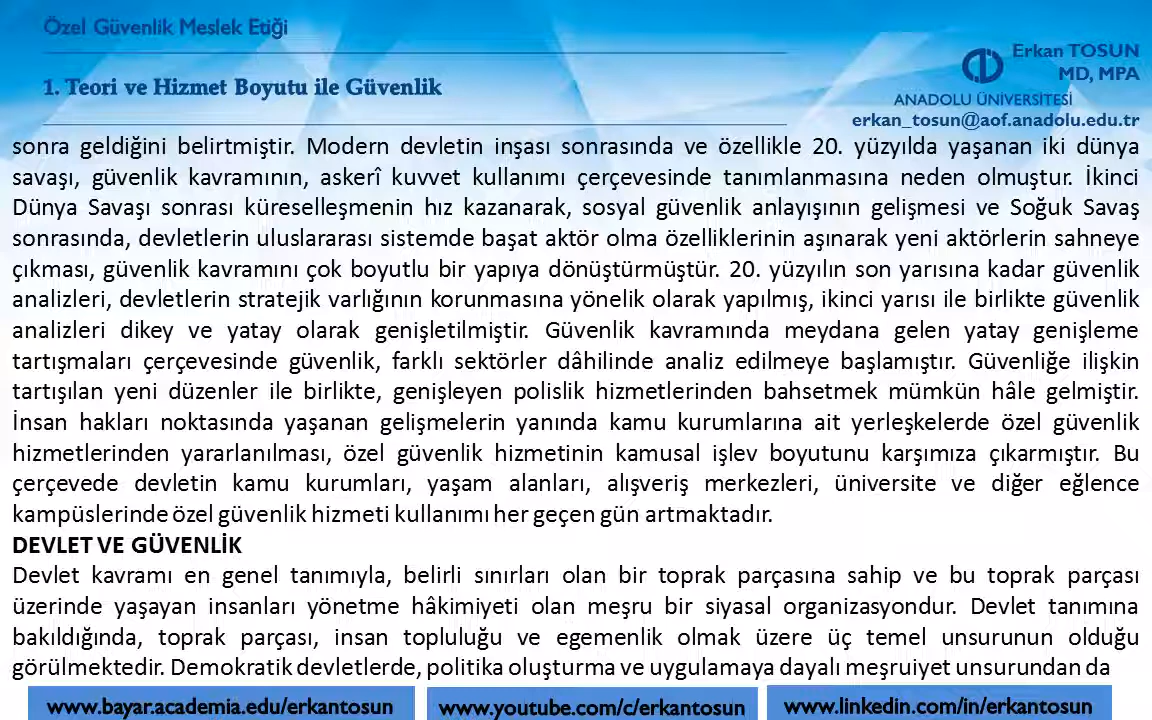 Özel Güvenlik Meslek Etiği
Erkan TOSUN
MD, MPA
1. Teori ve Hizmet Boyutu ile Güvenlik
ANADOLU ÜNİVERSİTESİ
erkan_tosun@aof.anadolu.edu.tr
sonra geldiğini belirtmiştir. Modern devletin inşası sonrasında ve özellikle 20. yüzyılda yaşanan iki dünya
savaşı, güvenlik kavramının, askerî kuvvet kullanımı çerçevesinde tanımlanmasına neden olmuştur. İkinci
Dünya Savaşı sonrası küreselleşmenin hız kazanarak, sosyal güvenlik anlayışının gelişmesi ve Soğuk Savaş
sonrasında, devletlerin uluslararası sistemde başat aktör olma özelliklerinin aşınarak yeni aktörlerin sahneye
çıkması, güvenlik kavramını çok boyutlu bir yapıya dönüştürmüştür. 20. yüzyılın son yarısına kadar güvenlik
analizleri, devletlerin stratejik varlığının korunmasına yönelik olarak yapılmış, ikinci yarısı ile birlikte güvenlik
analizleri dikey ve yatay olarak genişletilmiştir. Güvenlik kavramında meydana gelen yatay genişleme
tartışmaları çerçevesinde güvenlik, farklı sektörler dâhilinde analiz edilmeye başlamıştır. Güvenliğe ilişkin
tartışılan yeni düzenler ile birlikte, genişleyen polislik hizmetlerinden bahsetmek mümkün hâle gelmiştir.
İnsan hakları noktasında yaşanan gelişmelerin yanında kamu kurumlarına ait yerleşkelerde özel güvenlik
hizmetlerinden yararlanılması, özel güvenlik hizmetinin kamusal işlev boyutunu karşımıza çıkarmıştır. Bu
çerçevede devletin kamu kurumları, yaşam alanları, alışveriş merkezleri, üniversite ve diğer eğlence
kampüslerinde özel güvenlik hizmeti kullanımı her geçen gün artmaktadır.
DEVLET VE GÜVENLİK
Devlet kavramı en genel tanımıyla, belirli sınırları olan bir toprak parçasına sahip ve bu toprak parçası
üzerinde yaşayan insanları yönetme hâkimiyeti olan meşru bir siyasal organizasyondur. Devlet tanımına
bakıldığında, toprak parçası, insan topluluğu ve egemenlik olmak üzere üç temel unsurunun olduğu
görülmektedir. Demokratik devletlerde, politika oluşturma ve uygulamaya dayalı meşruiyet unsurundan da
www.bayar.academia.edu/erkantosun
www.youtube.com/c/erkantosun
www.linkedin.com/in/erkantosun